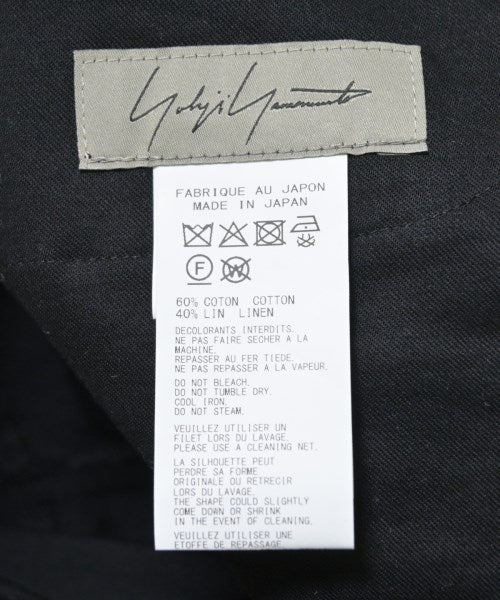 Yohji Yamamoto
FABRIQUE AU JAPON
MADE IN JAPAN
F W
60% COTON COTTON
40% LIN LINEN
DECOLORANTS INTERDITS.
NE PAS FAIRE SECHER A LA
MACHINE.
REPASSER AU FER TIEDE.
NE PAS REPASSER A LA VAPEUR.
DO NOT BLEACH.
DO NOT TUMBLE DRY.
COOL IRON.
DO NOT STEAM.
VEUILLEZ UTILISER UN
FILET LORS DU LAVAGE.
PLEASE USE A CLEANING NET.
LA SILHOUETTE PEUT
PERDRE SA FORME
ORIGINALE OU RETRECIR
LORS DU LAVAGE.
THE SHAPE COULD SLIGHTLY
COME DOWN OR SHRINK
IN THE EVENT OF CLEANING.
VEUILLEZ UTILISER UNE
ETOFFE DE REPASSAGE.